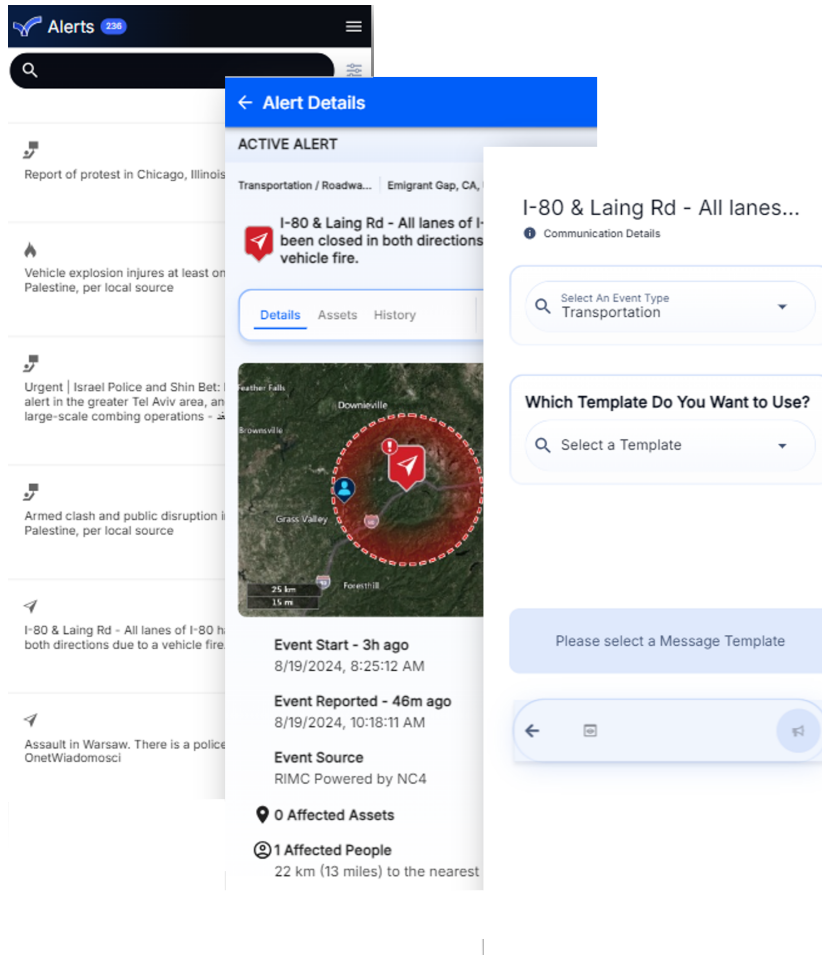 Alerts 236
Report of protest in Chicago, Illinois
Vehicle explosion injures at least on
Palestine, per local source
Urgent | Israel Police and Shin Bet:
alert in the greater Tel Aviv area, an
large-scale combing operations -
Armed clash and public disruption i
Palestine, per local source
I-80 & Laing Rd - All lanes of I-80 h
both directions due to a vehicle fire.
Assault in Warsaw. There is a police
OnetWiadomosci
Alert Details
ACTIVE ALERT
Transportation / Roadwa... Emigrant Gap, CA,
I-80 & Laing Rd - All lanes of I-
been closed in both directions
vehicle fire.
Details Assets History
Feather Falls
Downieville
Brownsville
Grass Valley
80
80
Foresthill
25 km
15 mi
Event Start - 3h ago
8/19/2024, 8:25:12 AM
Event Reported - 46m ago
8/19/2024, 10:18:11 AM
Event Source
RIMC Powered by NC4
0 Affected Assets
1 Affected People
22 km (13 miles) to the nearest
I-80 & Laing Rd - All lanes...
Communication Details
Select An Event Type
Transportation
Which Template Do You Want to Use?
Select a Template
Please select a Message Template